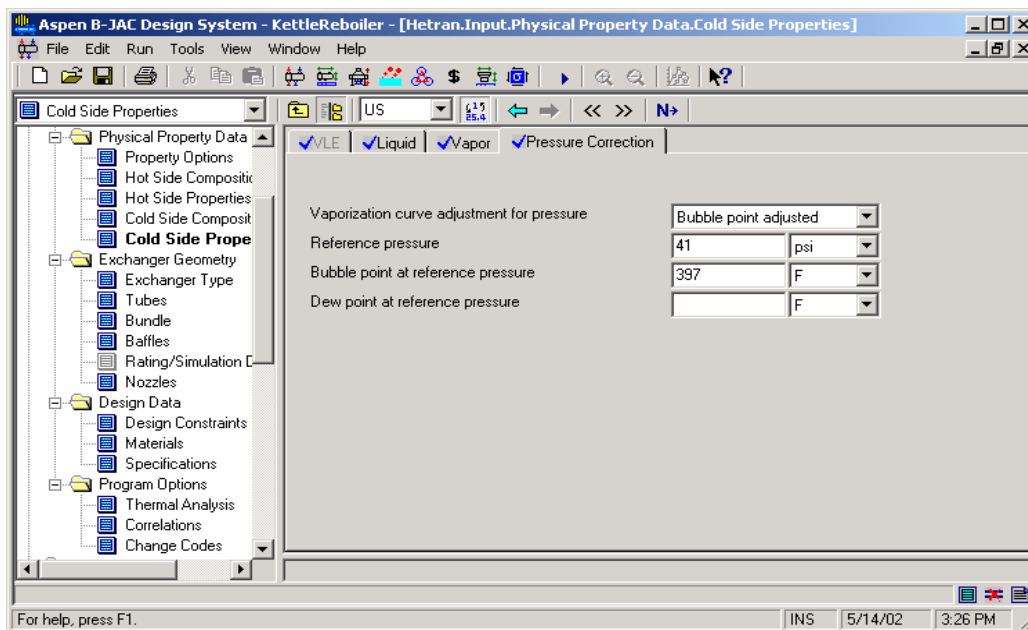 Aspen B-JAC Design System - KettleReboiler - [Hetran.Input.Physical Property Data.Cold Side Properties]
File Edit Run Tools View Window Help
Cold Side Properties
US
Physical Property Data
Property Options
Hot Side Compositic
Hot Side Properties
Cold Side Composit
Cold Side Prope
Exchanger Geometry
Exchanger Type
Tubes
Bundle
Baffles
Rating/Simulation D
Nozzles
Design Data
Design Constraints
Materials
Specifications
Program Options
Thermal Analysis
Correlations
Change Codes
VLE Liquid Vapor Pressure Correction
Vaporization curve adjustment for pressure Bubble point adjusted
Reference pressure 41 psi
Bubble point at reference pressure 397 F
Dew point at reference pressure F
For help, press F1. INS 5/14/02 3:26 PM